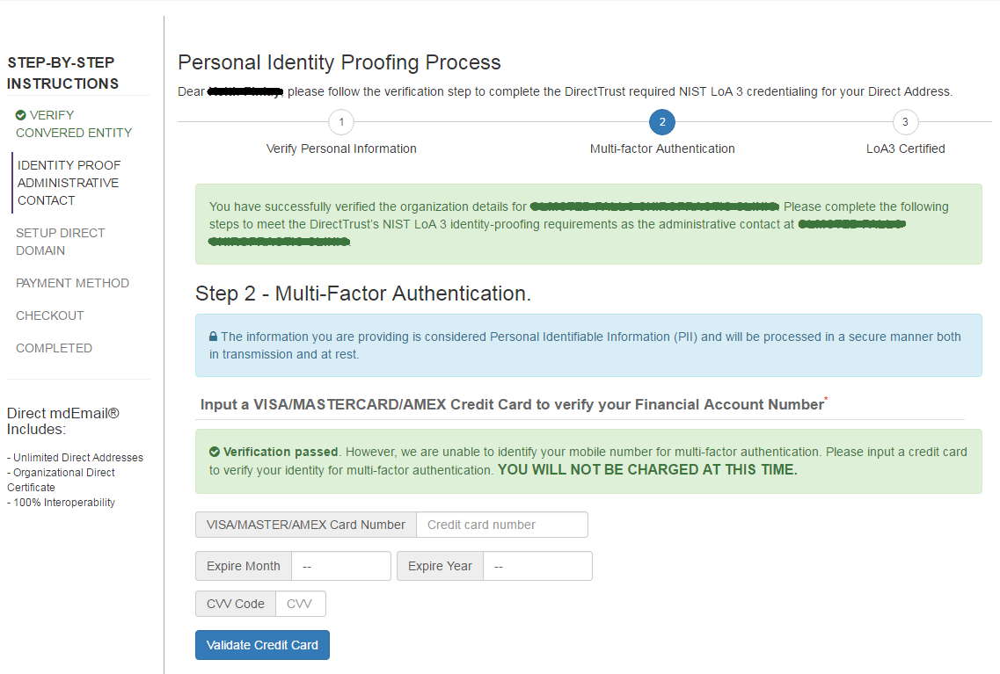 STEP-BY-STEP
INSTRUCTIONS
VERIFY
CONVERED ENTITY
IDENTITY PROOF
ADMINISTRATIVE
CONTACT
SETUP DIRECT
DOMAIN
PAYMENT METHOD
CHECKOUT
COMPLETED
Direct mdEmail®
Includes:
- Unlimited Direct Addresses
- Organizational Direct
Certificate
- 100% Interoperability
Personal Identity Proofing Process
Dear , please follow the verification step to complete the DirectTrust required NIST LoA 3 credentialing for your Direct Address.
1
2
3
Verify Personal Information
Multi-factor Authentication
LoA3 Certified
You have successfully verified the organization details for Please complete the following
steps to meet the DirectTrust's NIST LoA 3 identity-proofing requirements as the administrative contact at
Step 2 - Multi-Factor Authentication.
The information you are providing is considered Personal Identifiable Information (PII) and will be processed in a secure manner both
in transmission and at rest.
Input a VISA/MASTERCARD/AMEX Credit Card to verify your Financial Account Number*
Verification passed. However, we are unable to identify your mobile number for multi-factor authentication. Please input a credit card
to verify your identity for multi-factor authentication. YOU WILL NOT BE CHARGED AT THIS TIME.
VISA/MASTER/AMEX Card Number Credit card number
Expire Month -- Expire Year --
CVV Code CVV
Validate Credit Card